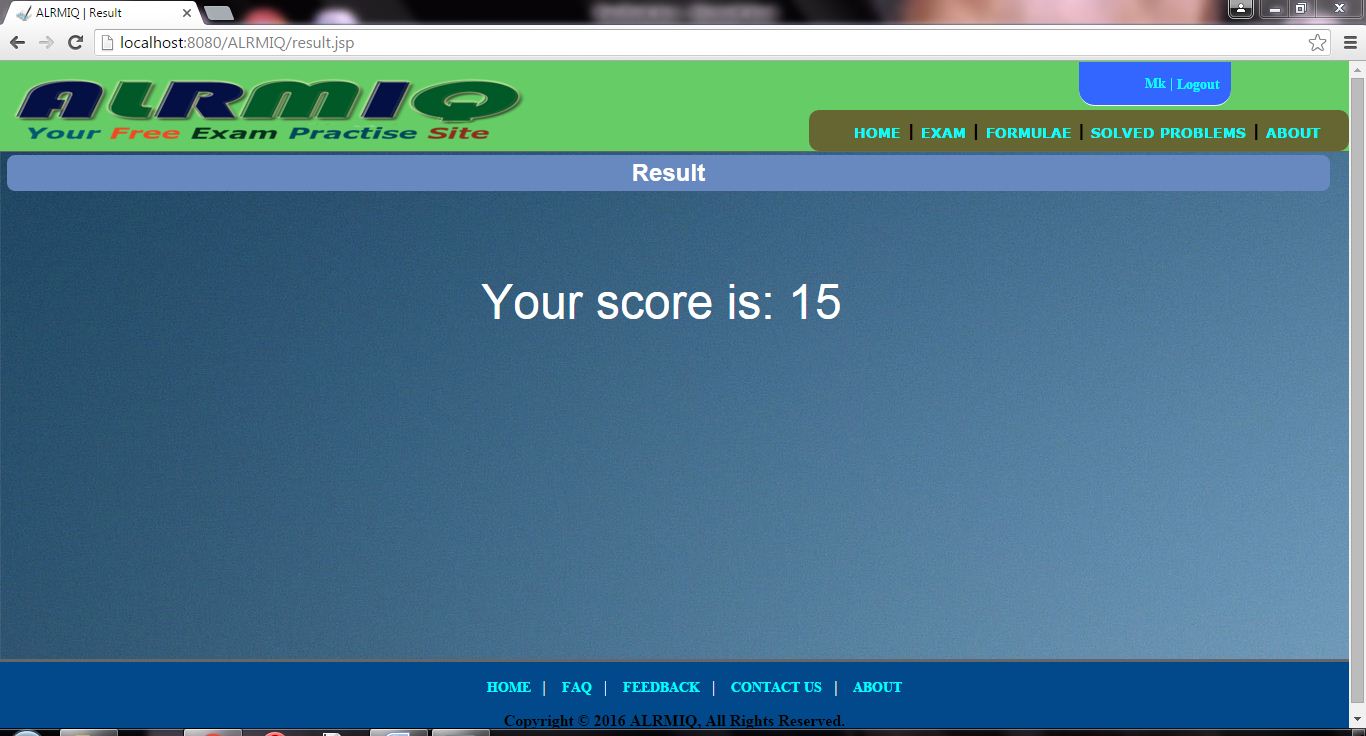 ALRMIQ | Result
localhost:8080/ALRMIQ/result.jsp
ALRMIQ
Your Free Exam Practise Site
Mk | Logout
HOME | EXAM | FORMULAE | SOLVED PROBLEMS | ABOUT
Result
Your score is: 15
HOME | FAQ | FEEDBACK | CONTACT US | ABOUT
Copyright © 2016 ALRMIQ, All Rights Reserved.